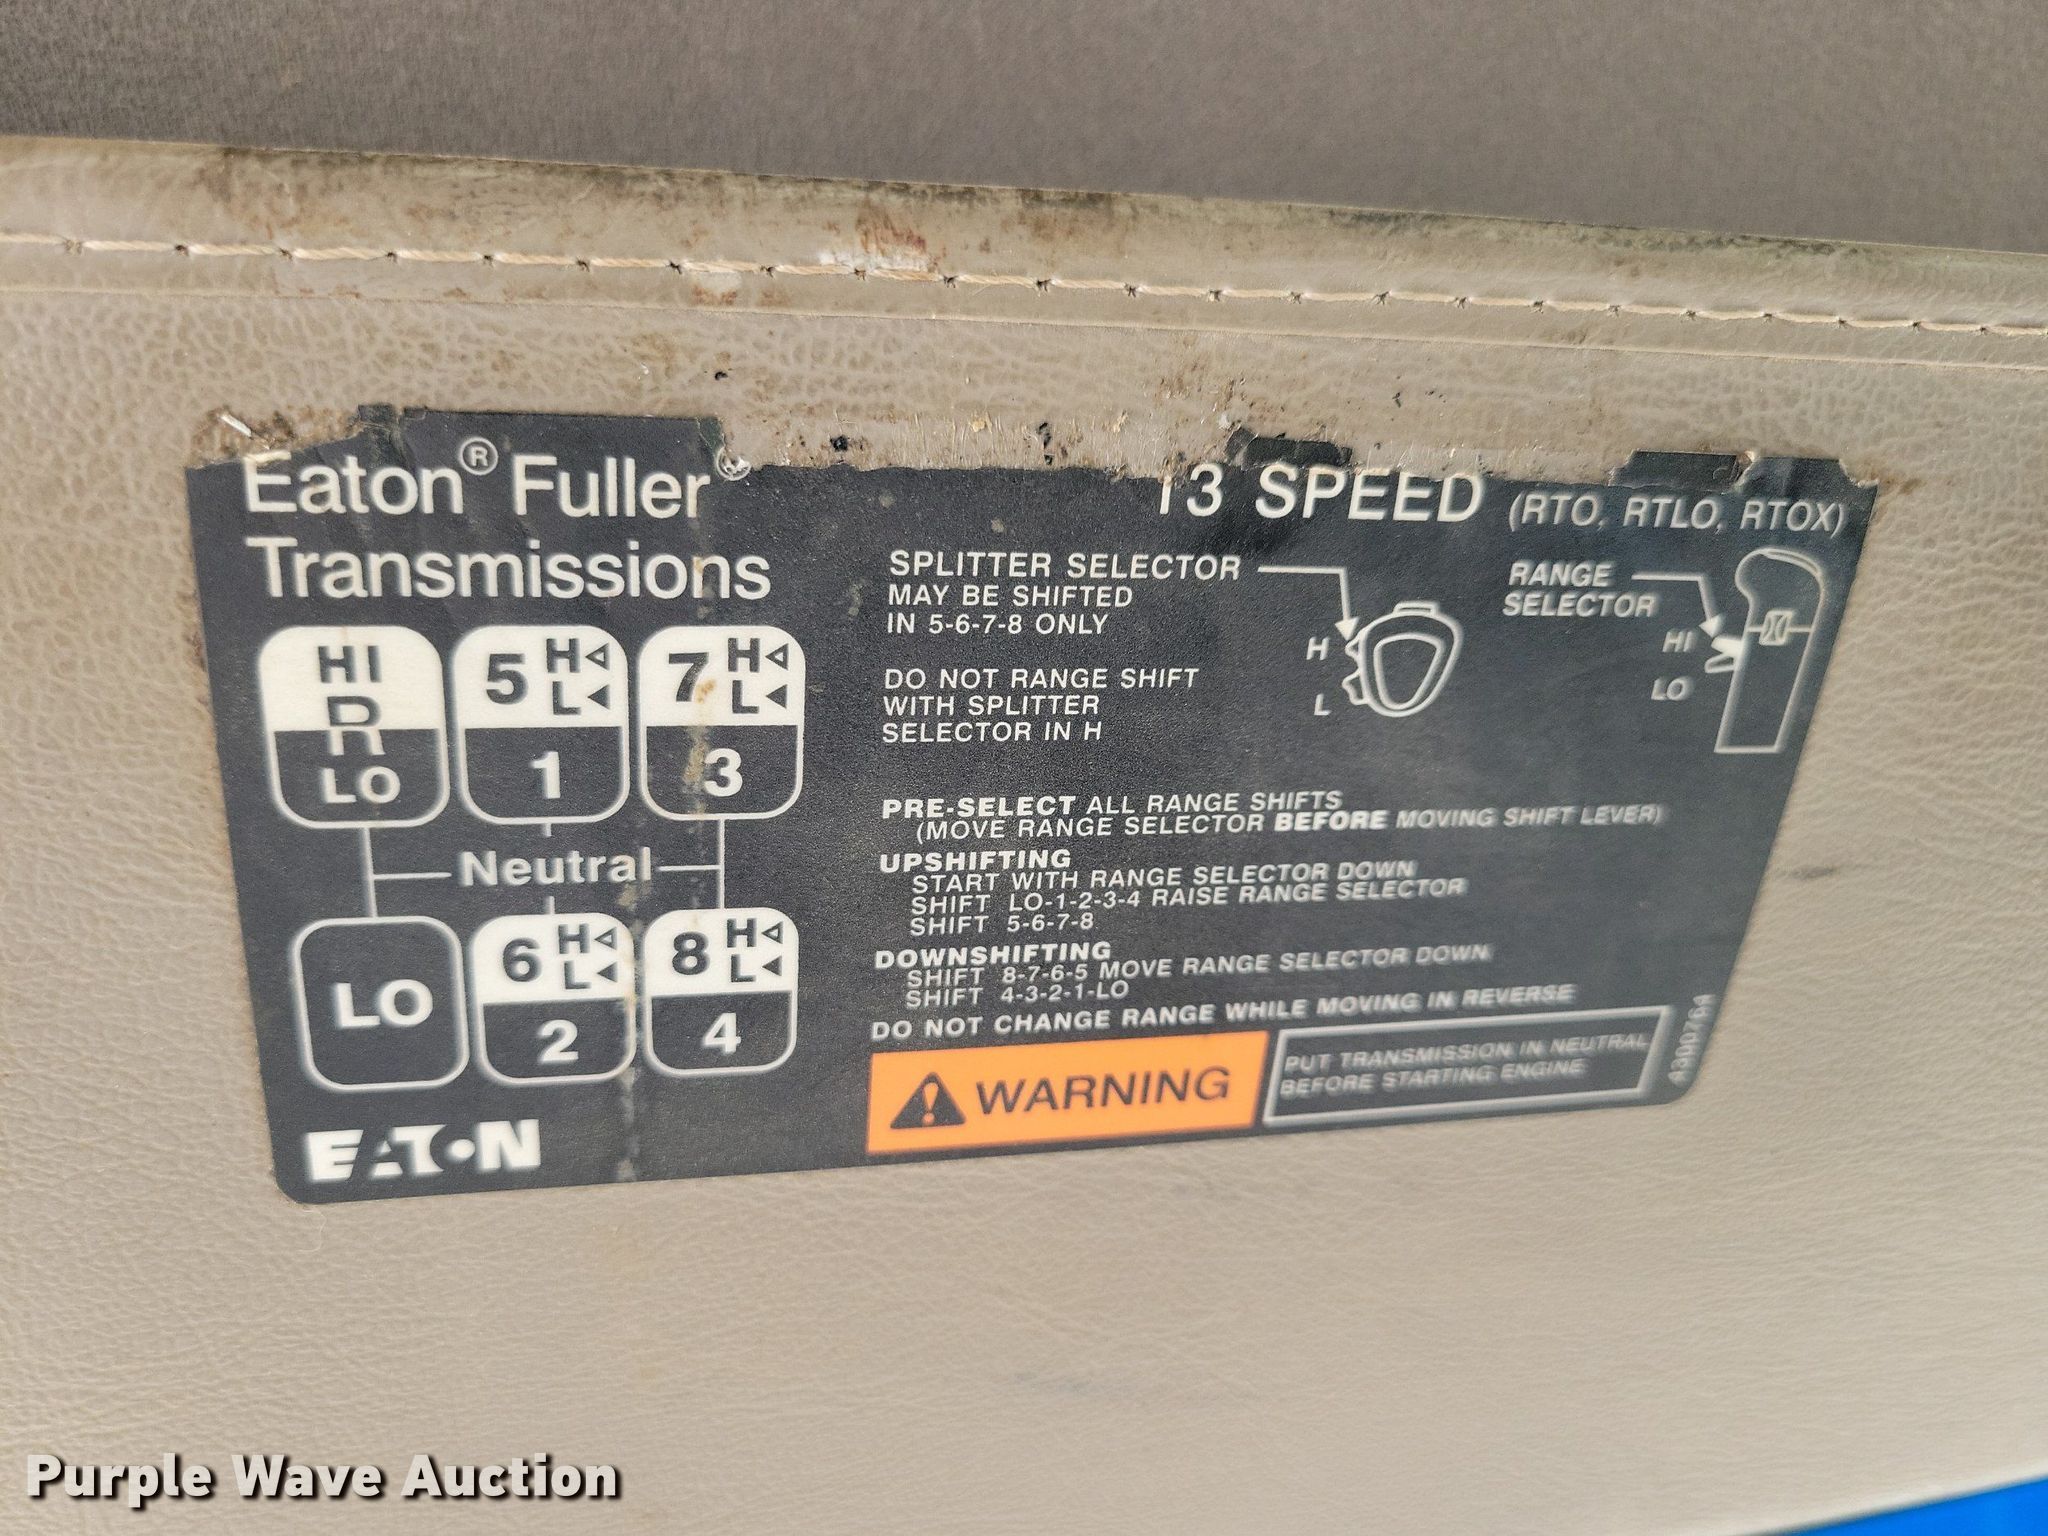 Eaton® Fuller®
Transmissions
13 SPEED (RTO, RTLO, RTOX)
HI
R
LO
5 H L
1
7 H L
3
Neutral
LO
6 H L
2
8 H L
4
EATON
SPLITTER SELECTOR
MAY BE SHIFTED
IN 5-6-7-8 ONLY
H
L
RANGE
SELECTOR
HI
LO
DO NOT RANGE SHIFT
WITH SPLITTER
SELECTOR IN H
PRE-SELECT ALL RANGE SHIFTS
(MOVE RANGE SELECTOR BEFORE MOVING SHIFT LEVER)
UPSHIFTING
START WITH RANGE SELECTOR DOWN
SHIFT LO-1-2-3-4 RAISE RANGE SELECTOR
SHIFT 5-6-7-8
DOWNSHIFTING
SHIFT 8-7-6-5 MOVE RANGE SELECTOR DOWN
SHIFT 4-3-2-1-LO
DO NOT CHANGE RANGE WHILE MOVING IN REVERSE
WARNING
PUT TRANSMISSION IN NEUTRAL
BEFORE STARTING ENGINE
430076A
Purple Wave Auction